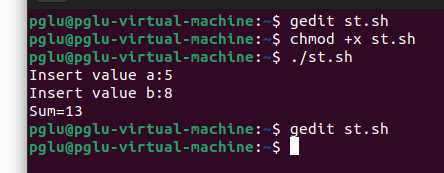 pglu@pglu-virtual-machine:~$ gedit st.sh
pglu@pglu-virtual-machine:~$ chmod +x st.sh
pglu@pglu-virtual-machine:~$ ./st.sh
Insert value a:5
Insert value b:8
Sum=13
pglu@pglu-virtual-machine:~$ gedit st.sh
pglu@pglu-virtual-machine:~$